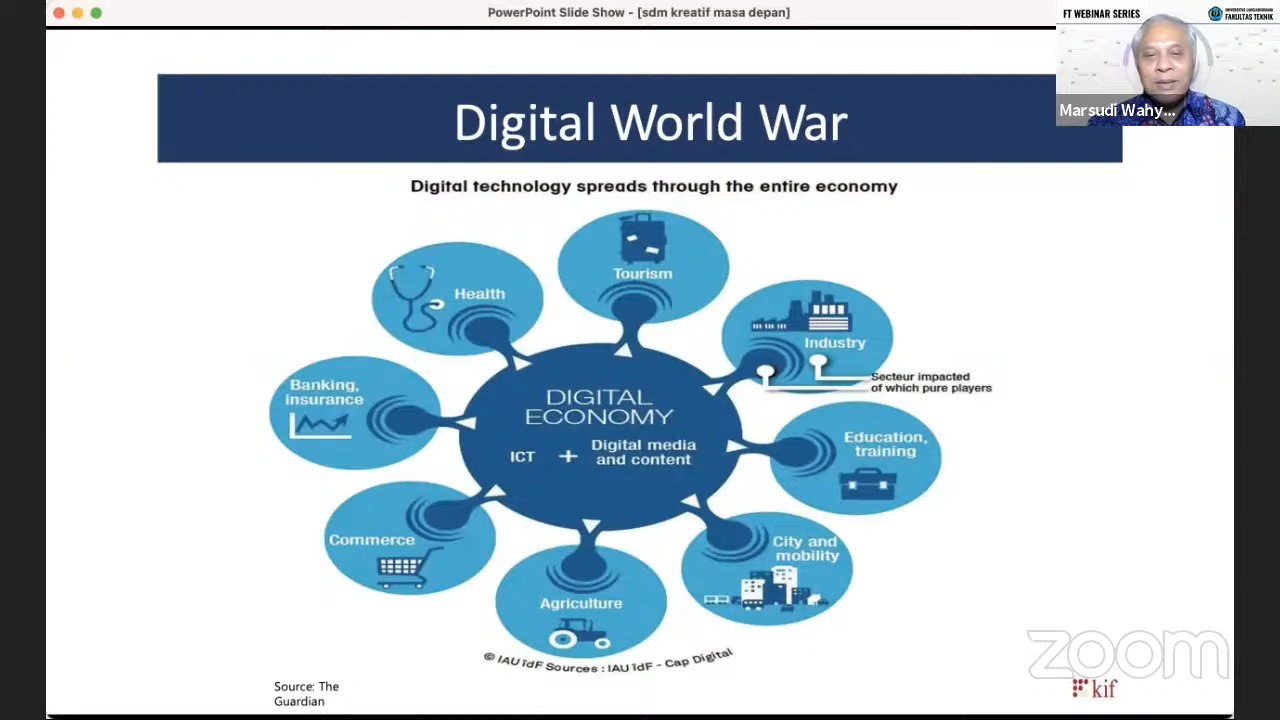 PowerPoint Slide Show - [sdm kreatif masa depan]
FT WEBINAR SERIES
UNIVERSITAS LANGLANGBUANA
FAKULTAS TEKNIK
Marsudi Wahy...
Digital World War
Digital technology spreads through the entire economy
Tourism
Health
Industry
Secteur impacted
of which pure players
Banking,
insurance
DIGITAL
ECONOMY
ICT + Digital media
and content
Education,
training
Commerce
City and
mobility
Agriculture
© IAU îdF Sources : IAU îdF - Cap Digital
Source: The
Guardian
zoom
kif